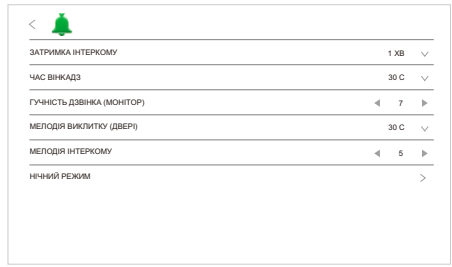 ЗАТРИМКА ІНТЕРКОМУ 1 ХВ
ЧАС ВІНКАДЗ 30 С
ГУЧНІСТЬ ДЗВІНКА (МОНІТОР) 7
МЕЛОДІЯ ВИКЛИТКУ (ДВЕРІ) 30 С
МЕЛОДІЯ ІНТЕРКОМУ 5
НІЧНИЙ РЕЖИМ